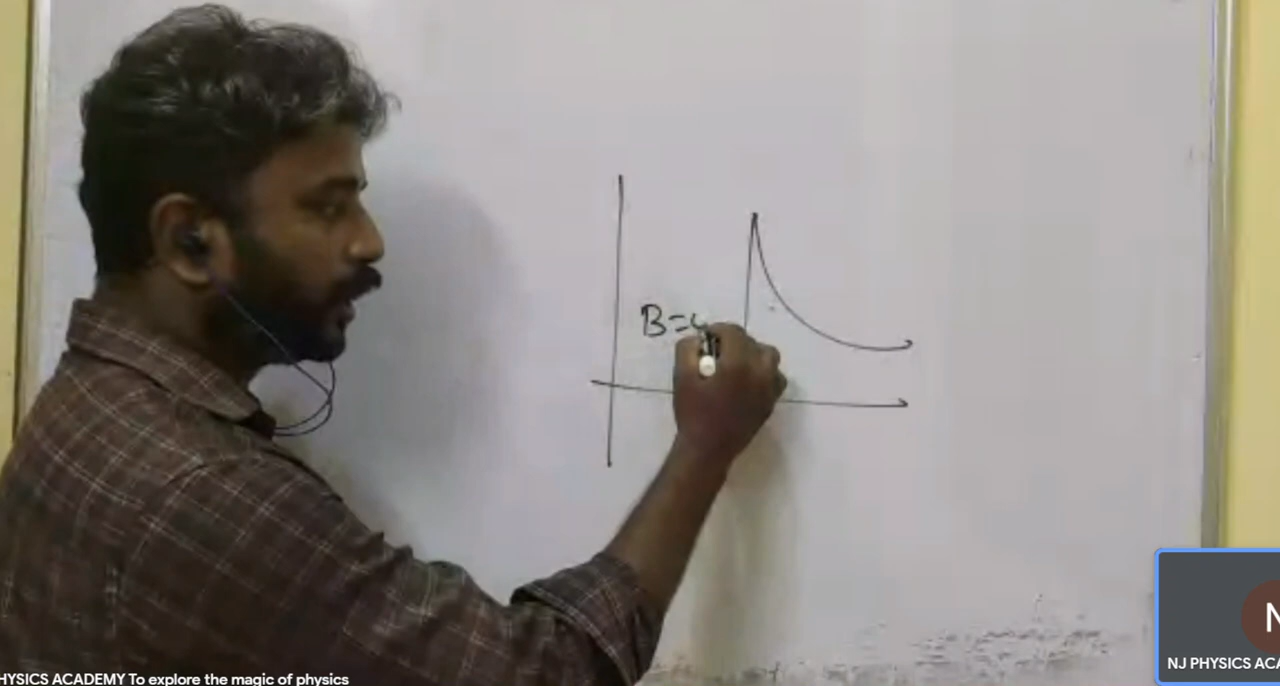 B=
HYSICS ACADEMY To explore the magic of physics
N
NJ PHYSICS ACA